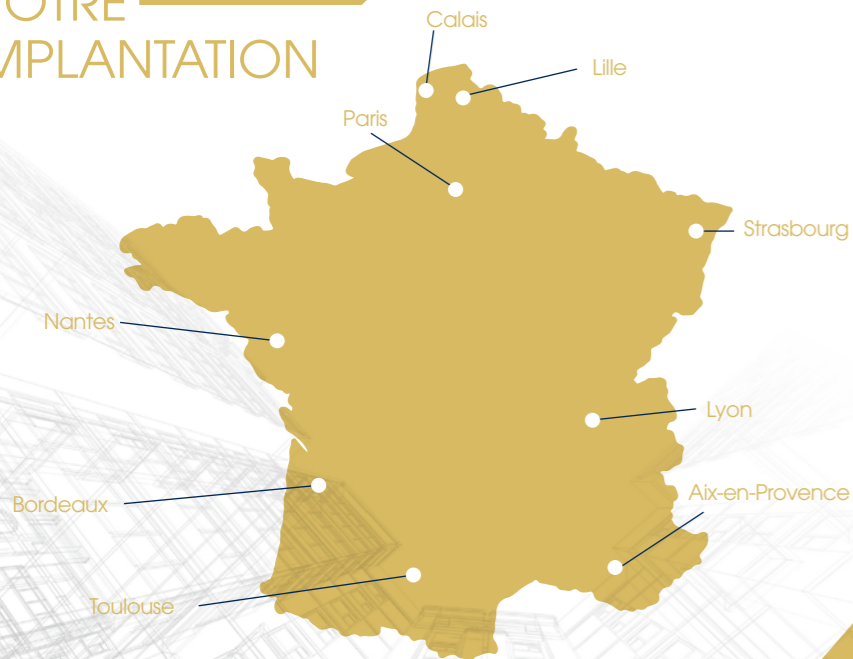 OTRE
MPLANTATION
Calais
Lille
Paris
Strasbourg
Nantes
Lyon
Aix-en-Provence
Bordeaux
Toulouse